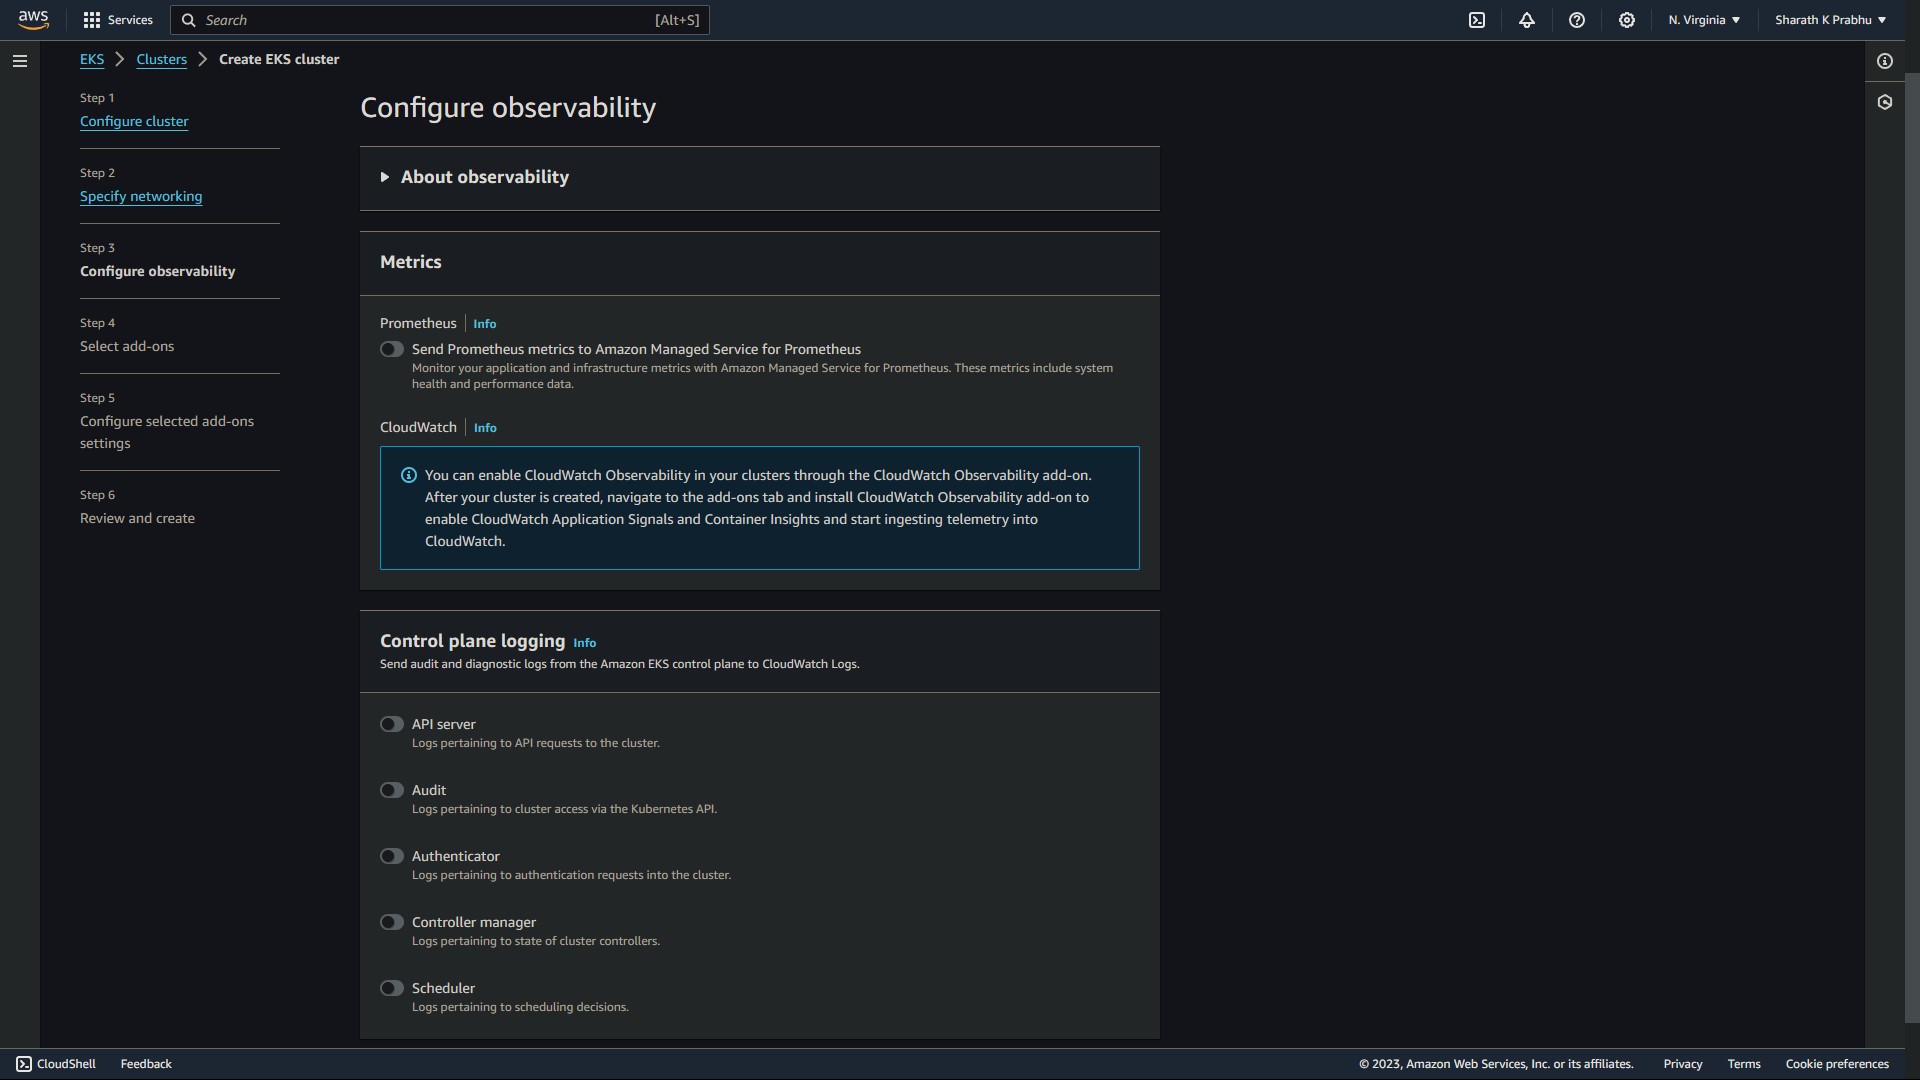 aws
Services
Search
[Alt+S]
N. Virginia
Sharath K Prabhu
EKS
Clusters
Create EKS cluster
Step 1
Configure cluster
Step 2
Specify networking
Step 3
Configure observability
Step 4
Select add-ons
Step 5
Configure selected add-ons
settings
Step 6
Review and create
Configure observability
About observability
Metrics
Prometheus
Info
Send Prometheus metrics to Amazon Managed Service for Prometheus
Monitor your application and infrastructure metrics with Amazon Managed Service for Prometheus. These metrics include system
health and performance data.
CloudWatch
Info
You can enable CloudWatch Observability in your clusters through the CloudWatch Observability add-on.
After your cluster is created, navigate to the add-ons tab and install CloudWatch Observability add-on to
enable CloudWatch Application Signals and Container Insights and start ingesting telemetry into
CloudWatch.
Control plane logging Info
Send audit and diagnostic logs from the Amazon EKS control plane to CloudWatch Logs.
API server
Logs pertaining to API requests to the cluster.
Audit
Logs pertaining to cluster access via the Kubernetes API.
Authenticator
Logs pertaining to authentication requests into the cluster.
Controller manager
Logs pertaining to state of cluster controllers.
Scheduler
Logs pertaining to scheduling decisions.
CloudShell
Feedback
© 2023, Amazon Web Services, Inc. or its affiliates.
Privacy
Terms
Cookie preferences